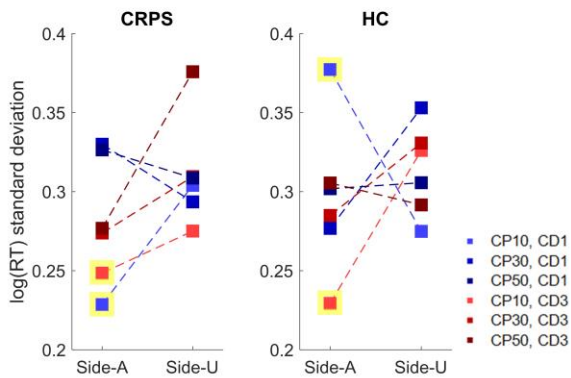 CRPS
HC
log(RT) standard deviation
0.4
0.35
0.3
0.25
0.2
Side-A Side-U
0.4
0.35
0.3
0.25
0.2
Side-A Side-U
CP10, CD1
CP30, CD1
CP50, CD1
CP10, CD3
CP30, CD3
CP50, CD3